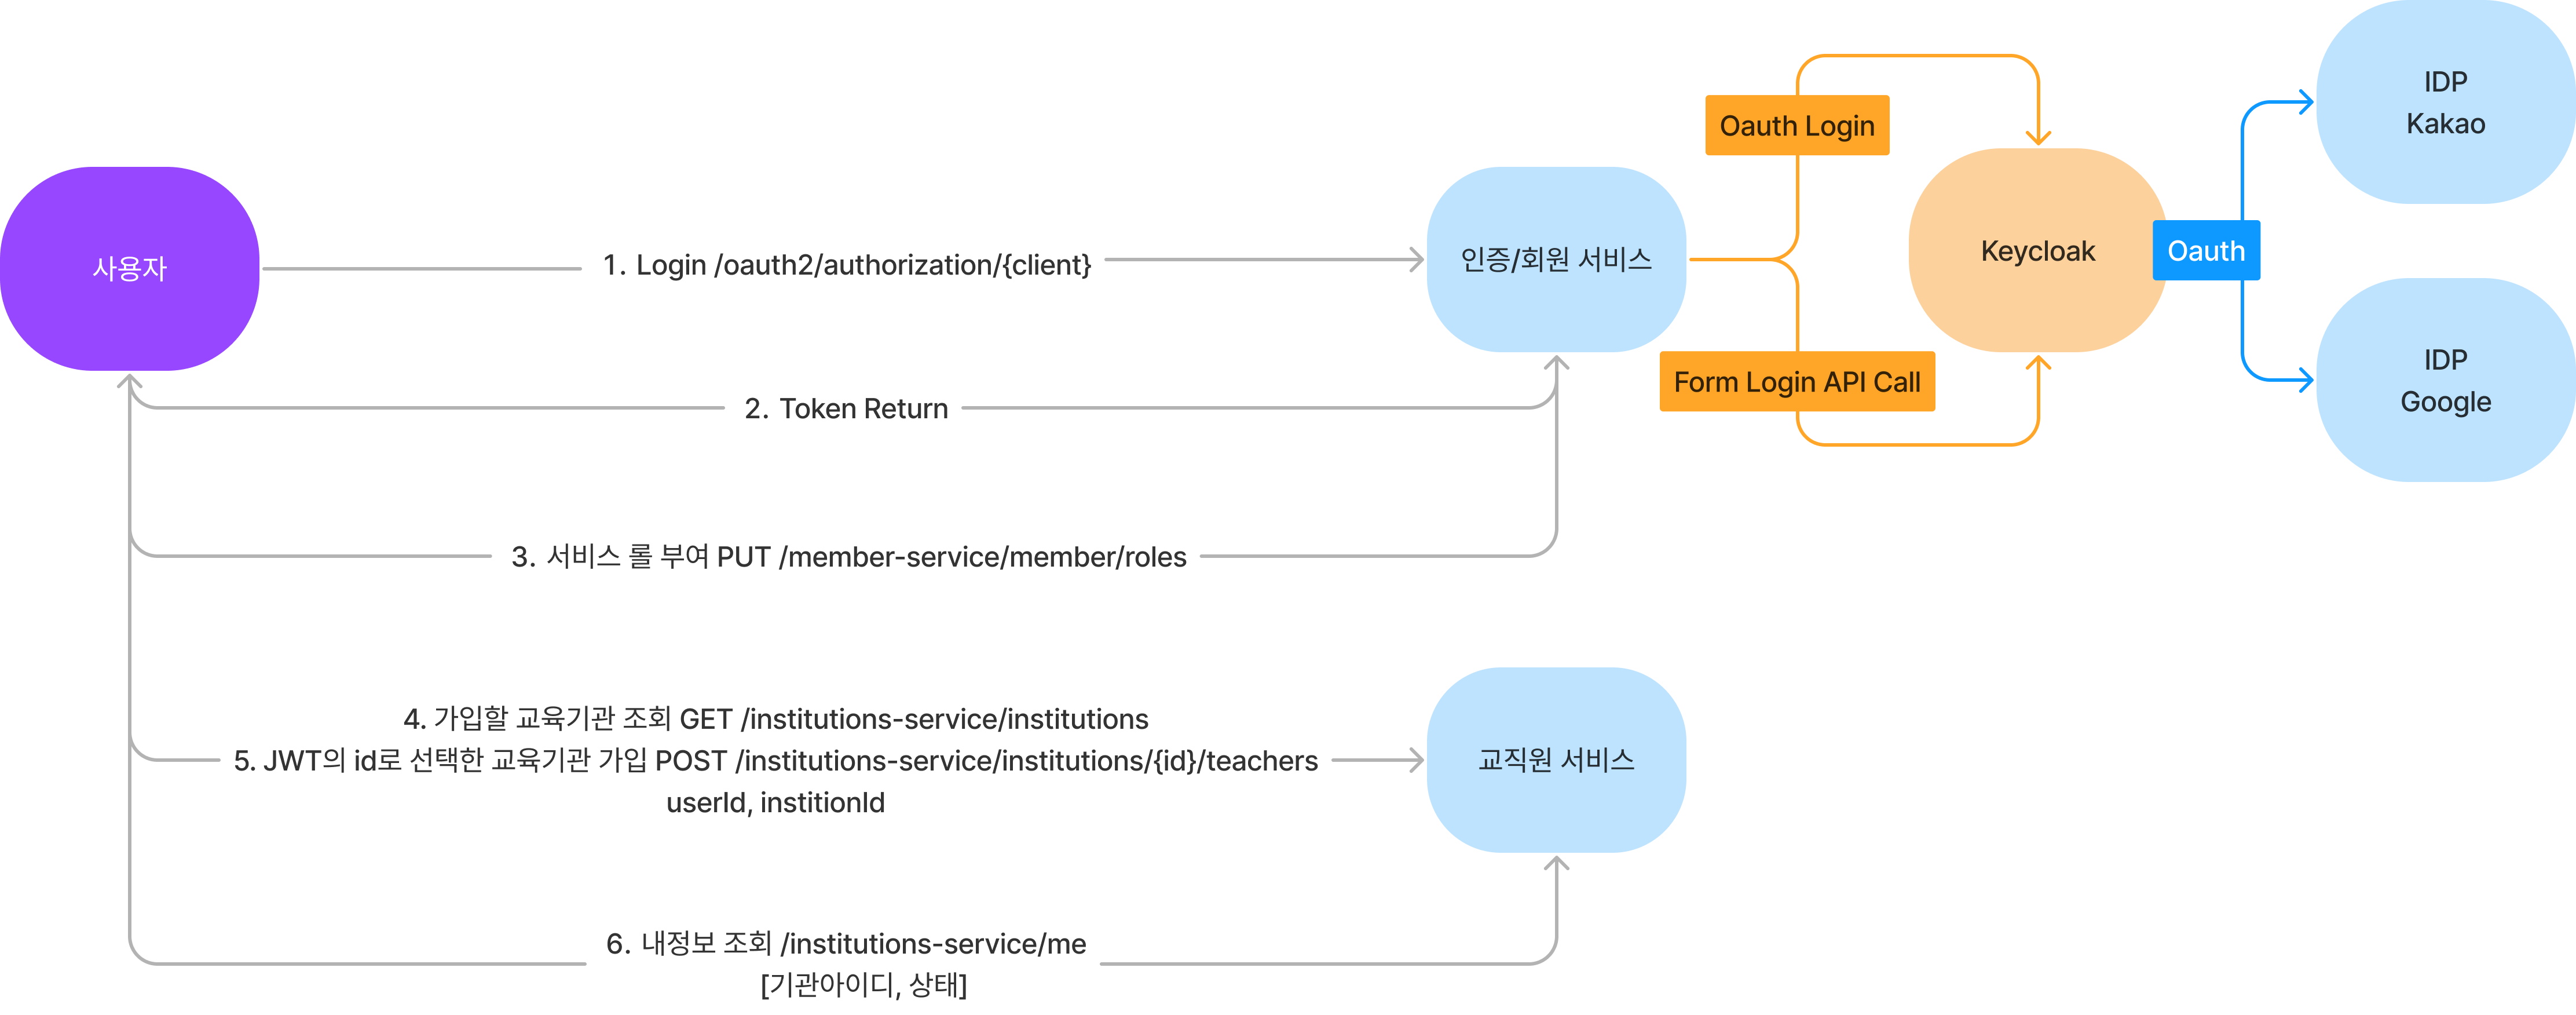 IDP
Kakao
Oauth Login
사용자
1. Login /oauth2/authorization/{client}
인증/회원 서비스
Keycloak
Oauth
Form Login API Call
IDP
Google
2. Token Return
3. 서비스 롤 부여 PUT /member-service/member/roles
4. 가입할 교육기관 조회 GET /institutions-service/institutions
5. JWT의 id로 선택한 교육기관 가입 POST /institutions-service/institutions/{id}/teachers
userId, institionId
교직원 서비스
6. 내정보 조회 /institutions-service/me
[기관아이디, 상태]